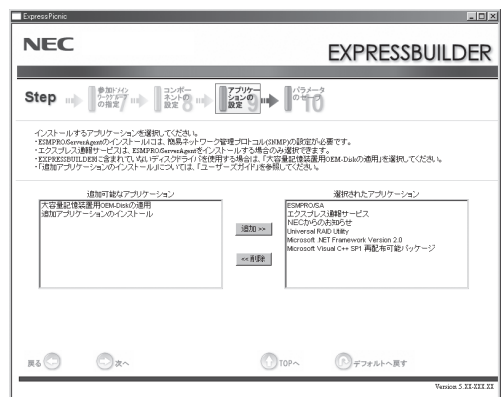 ExpressPicnic
NEC
EXPRESSBUILDER
Step
参加ドメイン
ワークグループ
の指定 7
コンポー
ネントの
設定 8
アプリケー
ションの
設定 9
パラメータ
のセーブ
10
インストールするアプリケーションを選択してください。
・ESMPRO/ServerAgentのインストールには、簡易ネットワーク管理プロトコル(SNMP)の設定が必要です。
・エクスプレス通報サービスは、ESMPRO/ServerAgentをインストールする場合のみ選択できます。
・EXPRESSBUILDERに含まれていないディスクドライバを使用する場合は、「大容量記憶装置用OEM-Diskの適用」を選択してください。
・「追加アプリケーションのインストール」については、「ユーザーズガイド」を参照してください。
追加可能なアプリケーション
大容量記憶装置用OEM-Diskの適用
追加アプリケーションのインストール
追加 >>
<< 削除
選択されたアプリケーション
ESMPRO/SA
エクスプレス通報サービス
NECからのお知らせ
Universal RAID Utility
Microsoft .NET Framework Version 2.0
Microsoft Visual C++ SP1 再配布可能パッケージ
戻る
次へ
TOPへ
デフォルトへ戻す
Version 5.XX-XXX.XX